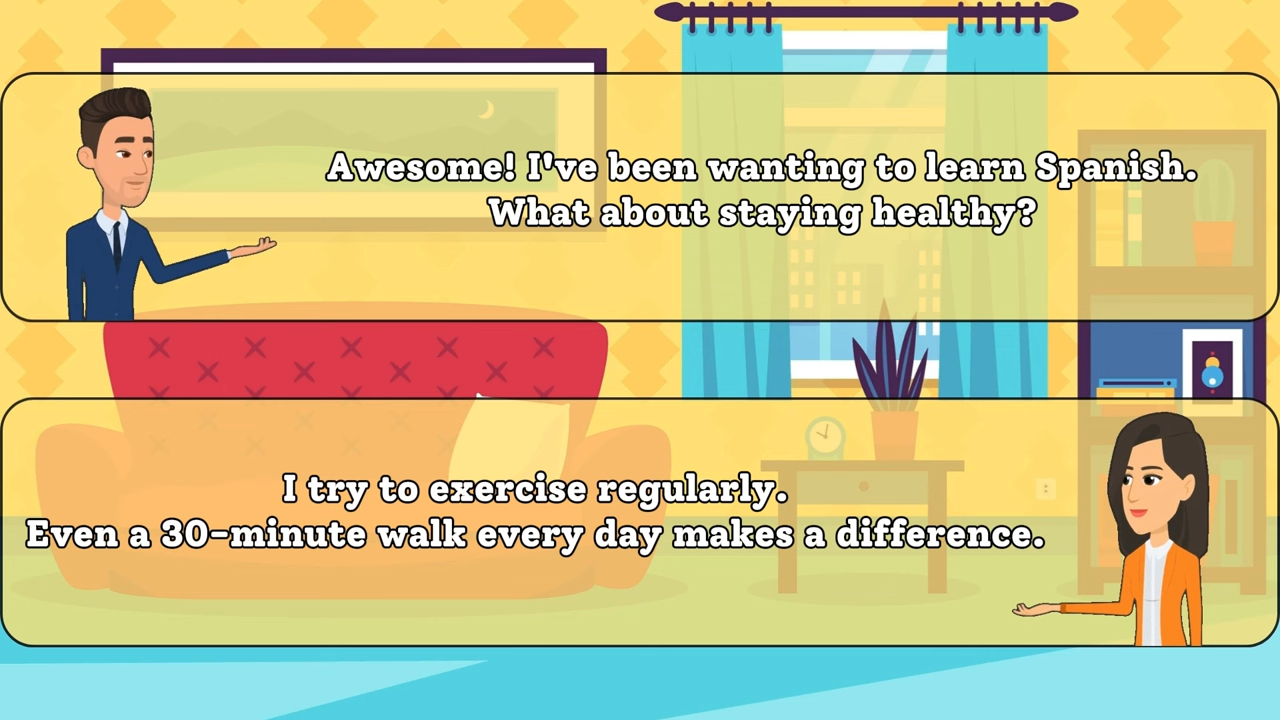 Awesome! I've been wanting to learn Spanish.
What about staying healthy?
I try to exercise regularly.
Even a 30-minute walk every day makes a difference.